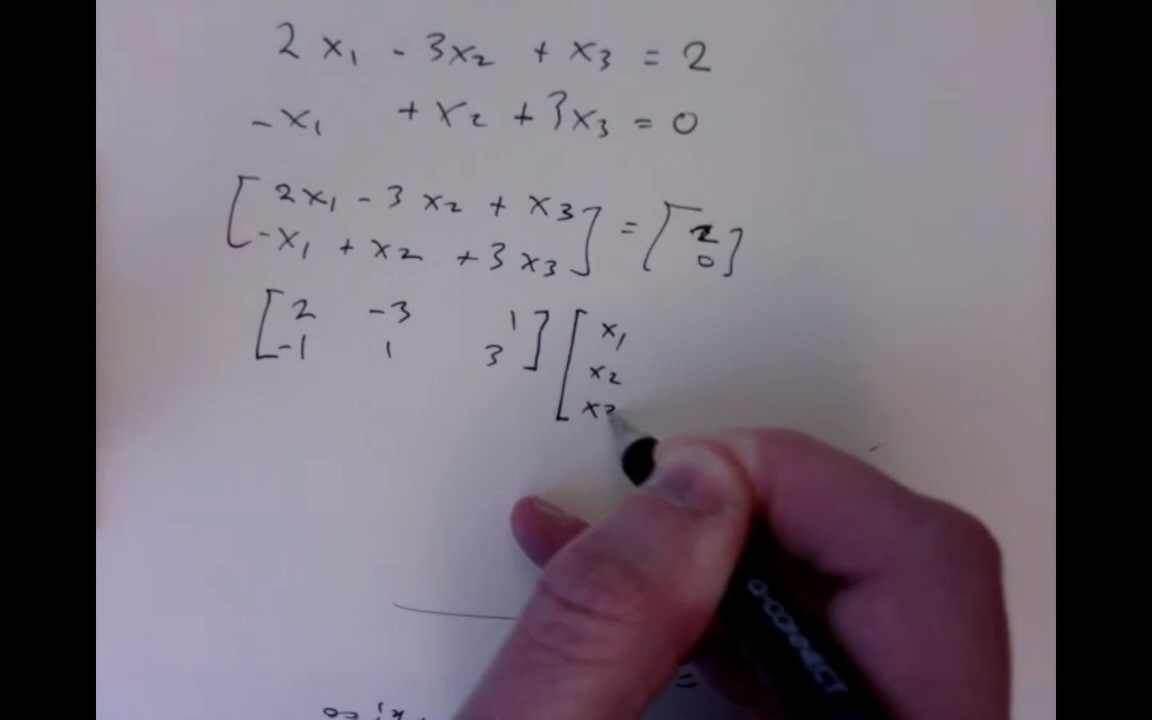 2x₁ - 3x₂ + x₃ = 2
-x₁ + x₂ + 3x₃ = 0
[2x₁ - 3x₂ + x₃] = [2]
[-x₁ + x₂ + 3x₃] [0]
[2 -3 1] [x₁
[-1 1 3] x₂
x₃
Q-CONNECT